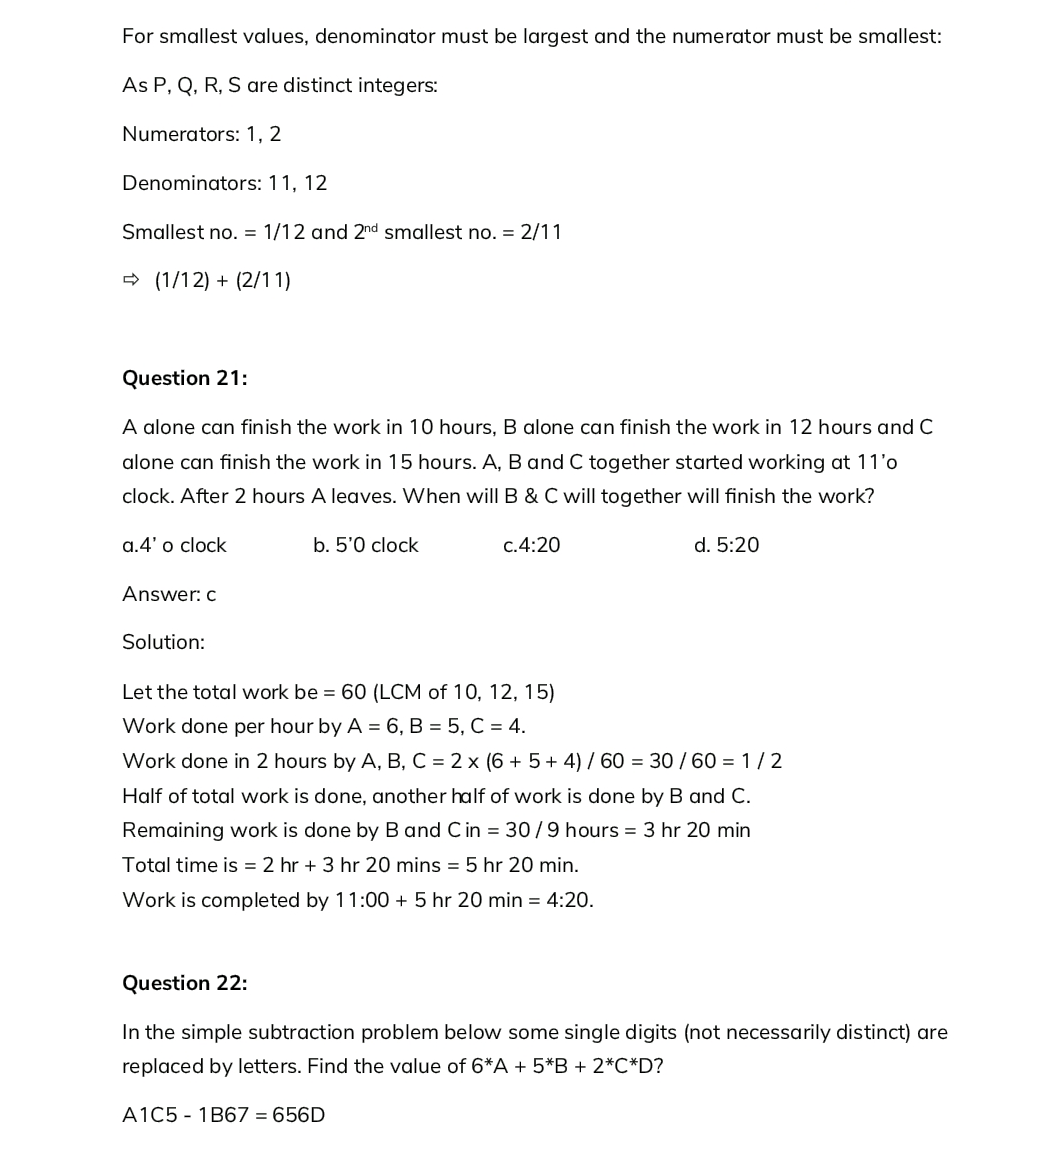 For smallest values, denominator must be largest and the numerator must be smallest:
As P, Q, R, S are distinct integers:
Numerators: 1, 2
Denominators: 11, 12
Smallest no. = 1/12 and 2nd smallest no. = 2/11
⇨ (1/12) + (2/11)
Question 21:
A alone can finish the work in 10 hours, B alone can finish the work in 12 hours and C
alone can finish the work in 15 hours. A, B and C together started working at 11'o
clock. After 2 hours A leaves. When will B & C will together will finish the work?
a.4' o clock b. 5'0 clock c.4:20 d. 5:20
Answer: c
Solution:
Let the total work be = 60 (LCM of 10, 12, 15)
Work done per hour by A = 6, B = 5, C = 4.
Work done in 2 hours by A, B, C = 2 x (6 + 5 + 4) / 60 = 30 / 60 = 1 / 2
Half of total work is done, another half of work is done by B and C.
Remaining work is done by B and C in = 30 / 9 hours = 3 hr 20 min
Total time is = 2 hr + 3 hr 20 mins = 5 hr 20 min.
Work is completed by 11:00 + 5 hr 20 min = 4:20.
Question 22:
In the simple subtraction problem below some single digits (not necessarily distinct) are
replaced by letters. Find the value of 6*A + 5*B + 2*C*D?
A1C5 - 1B67 = 656D